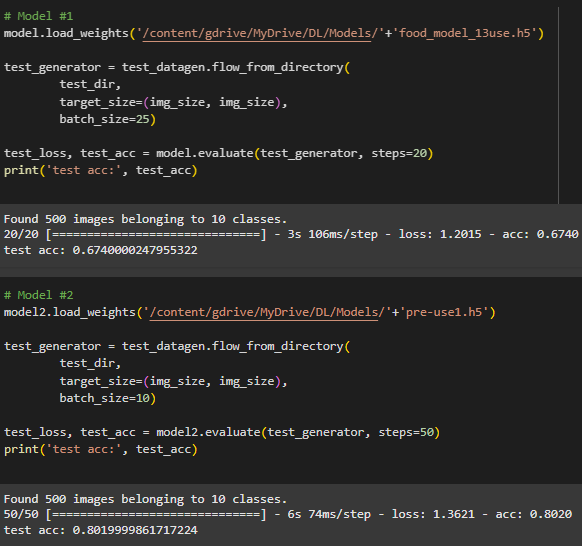 # Model #1
model.load_weights('/content/gdrive/MyDrive/DL/Models/'+'food_model_13use.h5')
test_generator = test_datagen.flow_from_directory(
        test_dir,
        target_size=(img_size, img_size),
        batch_size=25)
test_loss, test_acc = model.evaluate(test_generator, steps=20)
print('test acc:', test_acc)
Found 500 images belonging to 10 classes.
20/20 [==============================] - 3s 106ms/step - loss: 1.2015 - acc: 0.6740
test acc: 0.6740000247955322
# Model #2
model2.load_weights('/content/gdrive/MyDrive/DL/Models/'+'pre-use1.h5')
test_generator = test_datagen.flow_from_directory(
        test_dir,
        target_size=(img_size, img_size),
        batch_size=10)
test_loss, test_acc = model2.evaluate(test_generator, steps=50)
print('test acc:', test_acc)
Found 500 images belonging to 10 classes.
50/50 [==============================] - 6s 74ms/step - loss: 1.3621 - acc: 0.8020
test acc: 0.8019999861717224